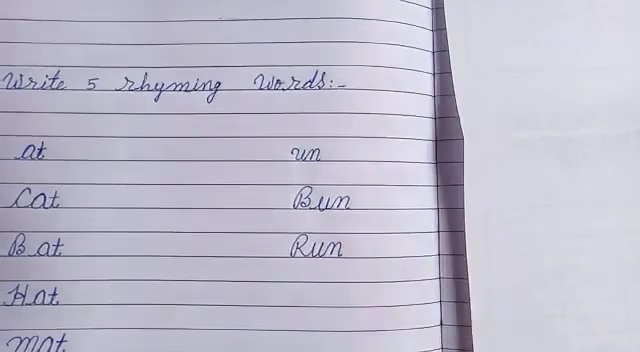 Write 5 rhyming Words:-
at un
Cat Bun
Bat Run
Hat
Mat